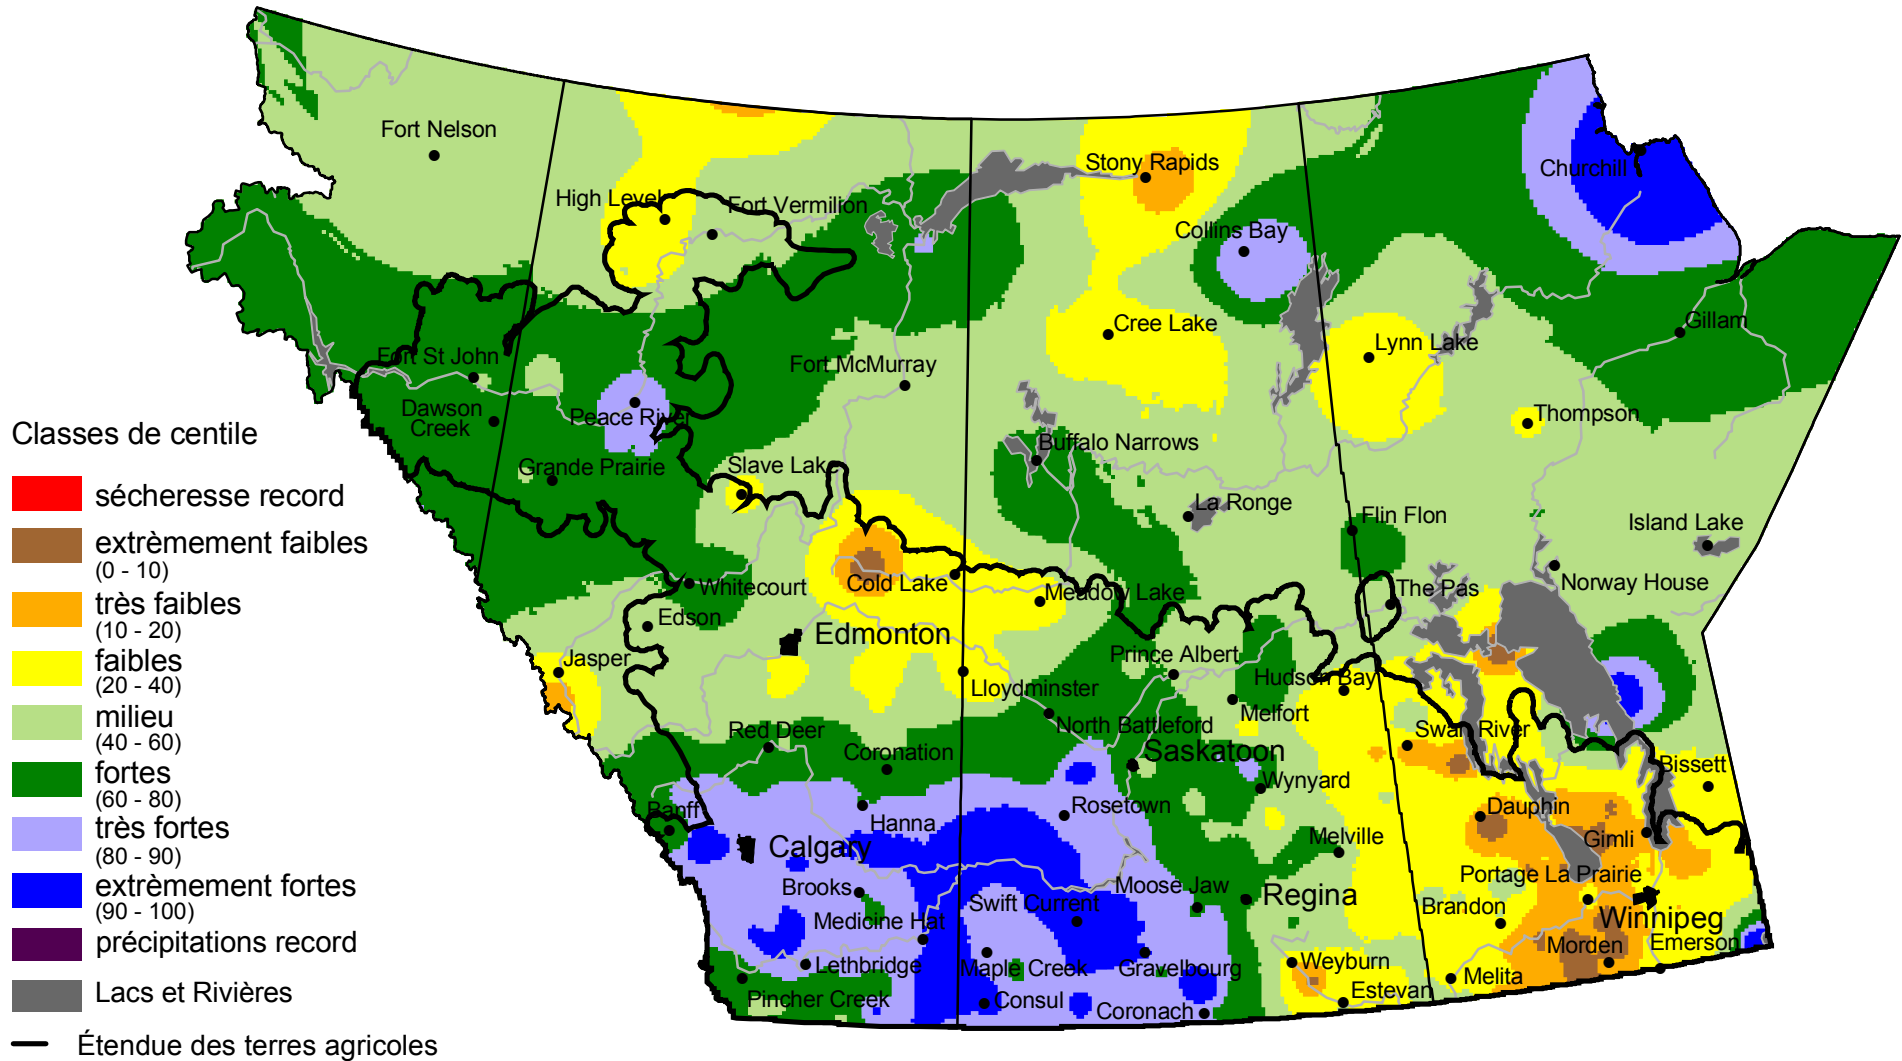 Fort Nelson
High Level
Fort Vermilion
Stony Rapids
Churchill
Collins Bay
Cree Lake
Lynn Lake
Gillam
Fort St John
Fort McMurray
Dawson
Creek
Peace River
Thompson
Buffalo Narrows
Grande Prairie
Slave Lake
La Ronge
Flin Flon
Island Lake
Whitecourt
Cold Lake
Meadow Lake
The Pas
Norway House
Edson
Edmonton
Jasper
Prince Albert
Lloydminster
Hudson Bay
Melfort
North Battleford
Red Deer
Coronation
Saskatoon
Swan River
Wynyard
Bissett
Banff
Hanna
Rosetown
Dauphin
Calgary
Melville
Gimli
Brooks
Moose Jaw
Regina
Portage La Prairie
Medicine Hat
Swift Current
Brandon
Winnipeg
Morden
Emerson
Lethbridge
Maple Creek
Gravelbourg
Weyburn
Melita
Pincher Creek
Consul
Coronach
Estevan
Classes de centile
sécheresse record
extrèmement faibles
(0 - 10)
très faibles
(10 - 20)
faibles
(20 - 40)
milieu
(40 - 60)
fortes
(60 - 80)
très fortes
(80 - 90)
extrèmement fortes
(90 - 100)
précipitations record
Lacs et Rivières
Étendue des terres agricoles